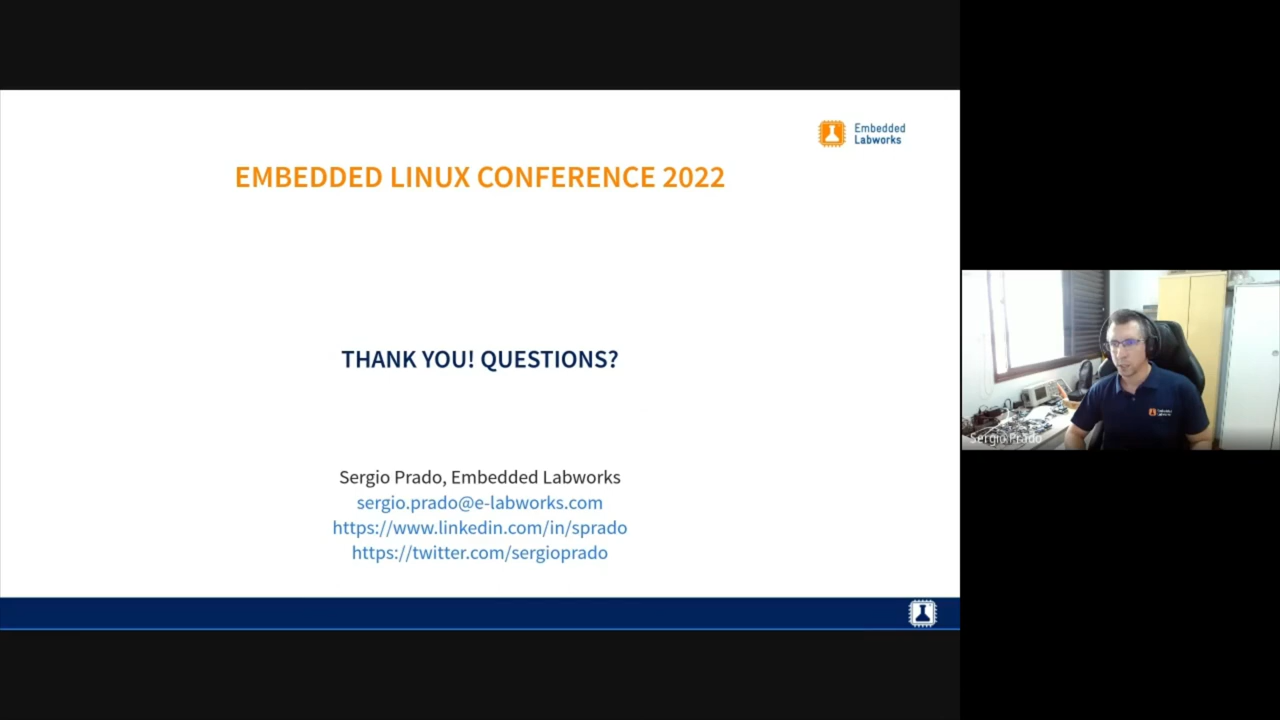 Embedded
Labworks
EMBEDDED LINUX CONFERENCE 2022
THANK YOU! QUESTIONS?
Sergio Prado, Embedded Labworks
sergio.prado@e-labworks.com
https://www.linkedin.com/in/sprado
https://twitter.com/sergioprado
Sergio Prado